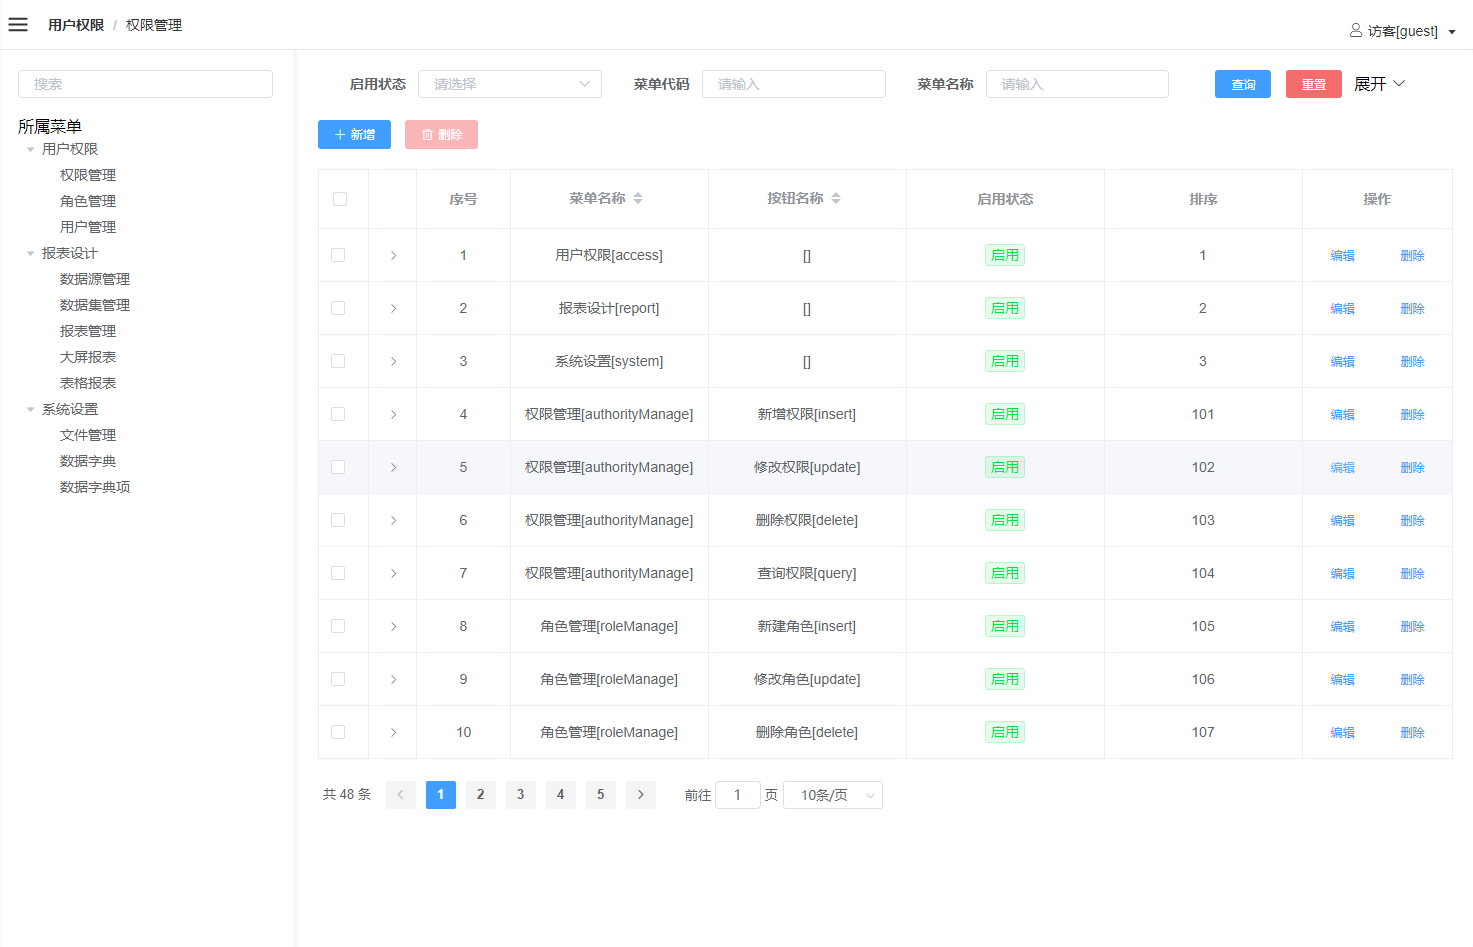 用户权限 / 权限管理
访客[guest]
搜索
所属菜单
用户权限
权限管理
角色管理
用户管理
报表设计
数据源管理
数据集管理
报表管理
大屏报表
表格报表
系统设置
文件管理
数据字典
数据字典项
启用状态 请选择 菜单代码 请输入 菜单名称 请输入 查询 重置 展开
新增 删除
序号 菜单名称 按钮名称 启用状态 排序 操作
1 用户权限[access] [] 启用 1 编辑 删除
2 报表设计[report] [] 启用 2 编辑 删除
3 系统设置[system] [] 启用 3 编辑 删除
4 权限管理[authorityManage] 新增权限[insert] 启用 101 编辑 删除
5 权限管理[authorityManage] 修改权限[update] 启用 102 编辑 删除
6 权限管理[authorityManage] 删除权限[delete] 启用 103 编辑 删除
7 权限管理[authorityManage] 查询权限[query] 启用 104 编辑 删除
8 角色管理[roleManage] 新建角色[insert] 启用 105 编辑 删除
9 角色管理[roleManage] 修改角色[update] 启用 106 编辑 删除
10 角色管理[roleManage] 删除角色[delete] 启用 107 编辑 删除
共 48 条 1 2 3 4 5 前往 1 页 10条/页